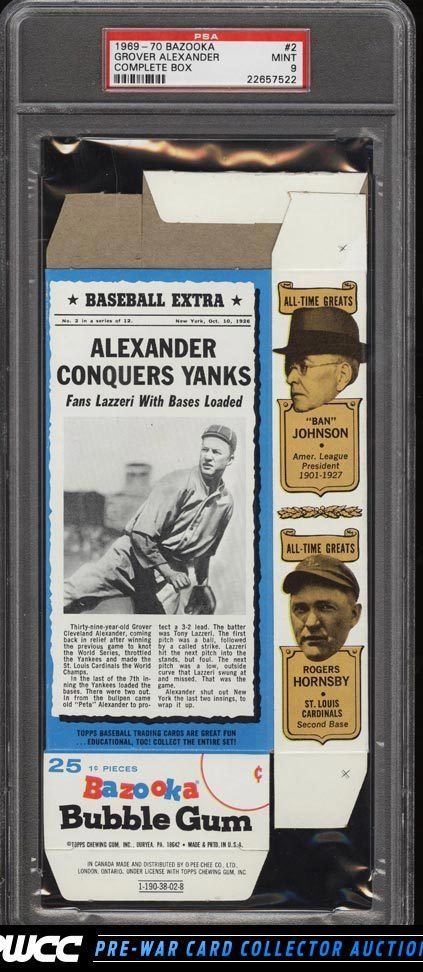 PSA
1969-70 BAZOOKA #2
GROVER ALEXANDER MINT
COMPLETE BOX 9
22657522
★ BASEBALL EXTRA ★
No. 2 in a series of 12. New York, Oct. 10, 1926
ALEXANDER
CONQUERS YANKS
Fans Lazzeri With Bases Loaded
Thirty-nine-year-old Grover
Cleveland Alexander, coming
back in relief after winning
the previous game to knot
the World Series, throttled
the Yankees and made the
St. Louis Cardinals the World
Champs.
In the last of the 7th in-
ning the Yankees loaded the
bases. There were two out.
In from the bullpen came
old "Pete" Alexander to pro-
tect a 3-2 lead. The batter
was Tony Lazzeri. The first
pitch was a ball, followed
by a called strike. Lazzeri
hit the next pitch into the
stands, but foul. The next
pitch was a low, outside
curve that Lazzeri swung at
and missed. That was the
game.
Alexander shut out New
York the last two innings, to
wrap it up.
TOPPS BASEBALL TRADING CARDS ARE GREAT FUN
...EDUCATIONAL, TOO! COLLECT THE ENTIRE SET!
ALL-TIME GREATS
"BAN"
JOHNSON
•
Amer. League
President
1901-1927
ALL-TIME GREATS
ROGERS
HORNSBY
•
ST. LOUIS
CARDINALS
Second Base
25 1¢ PIECES
¢
Bazooka
Bubble Gum
©TOPPS CHEWING GUM, INC., DURYEA, PA. 18642 • MADE & PRTD. IN U.S.A.
IN CANADA MADE AND DISTRIBUTED BY O-PEE-CHEE CO., LTD.,
LONDON, ONTARIO, UNDER LICENSE WITH TOPPS CHEWING GUM, INC.
1-190-38-02-8
PWCC PRE-WAR CARD COLLECTOR AUCTION